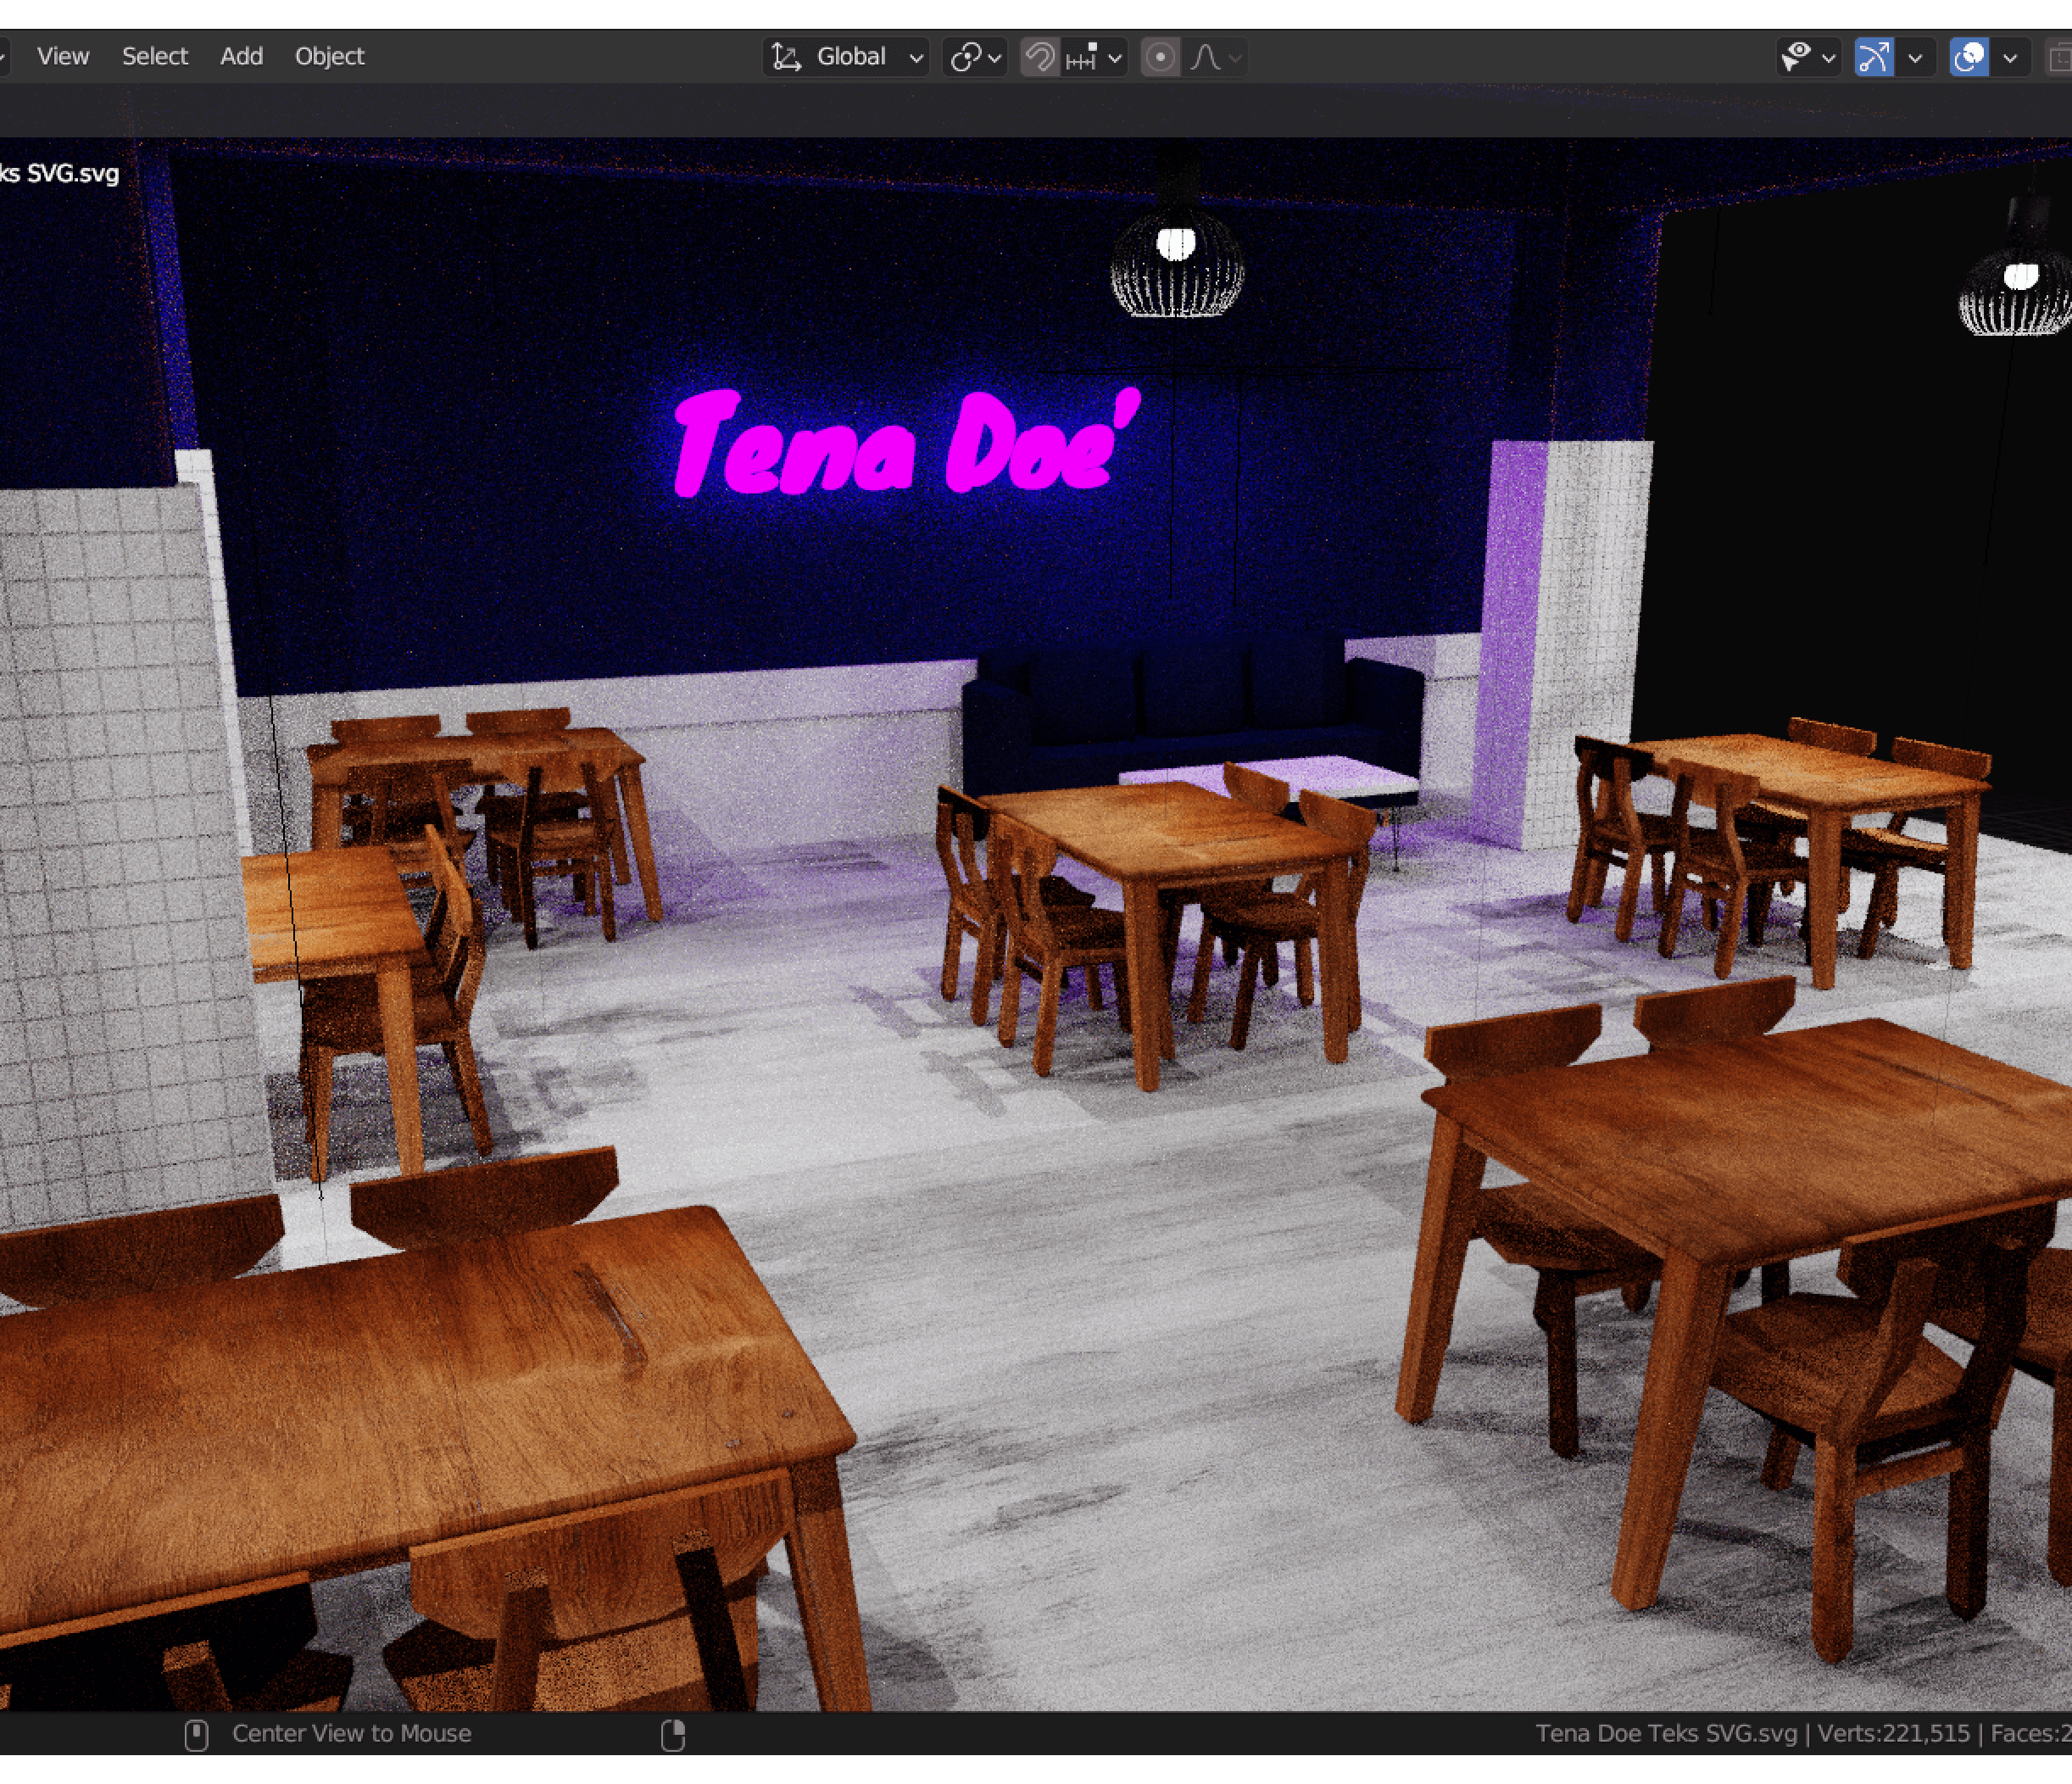 View Select Add Object Global
ks SVG.svg
Tena Doe'
Center View to Mouse
Tena Doe Teks SVG.svg | Verts:221,515 | Faces:2